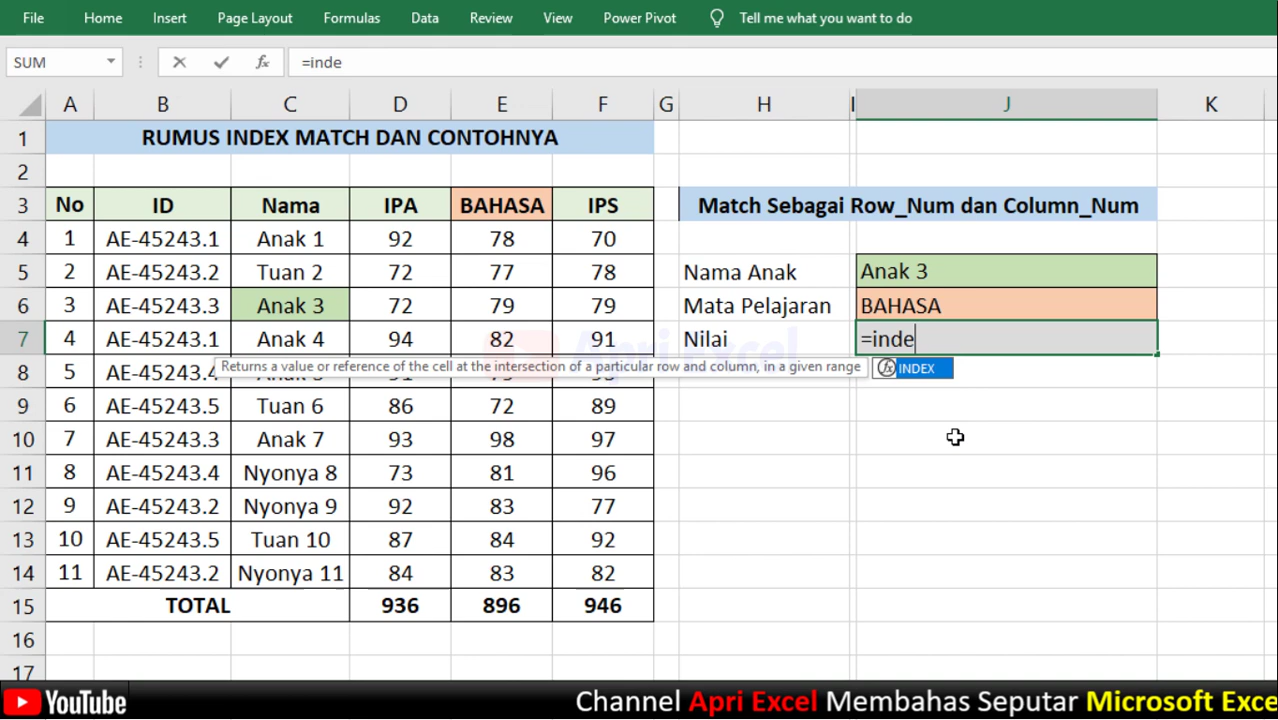 File Home Insert Page Layout Formulas Data Review View Power Pivot Tell me what you want to do
SUM fx =inde
A B C D E F G H I J K
1 RUMUS INDEX MATCH DAN CONTOHNYA
2
3 No ID Nama IPA BAHASA IPS Match Sebagai Row_Num dan Column_Num
4 1 AE-45243.1 Anak 1 92 78 70
5 2 AE-45243.2 Tuan 2 72 77 78 Nama Anak Anak 3
6 3 AE-45243.3 Anak 3 72 79 79 Mata Pelajaran BAHASA
7 4 AE-45243.1 Anak 4 94 82 91 Nilai =inde
Apri Excel
8 5 Returns a value or reference of the cell at the intersection of a particular row and column, in a given range fx INDEX
9 6 AE-45243.5 Tuan 6 86 72 89
10 7 AE-45243.3 Anak 7 93 98 97
11 8 AE-45243.4 Nyonya 8 73 81 96
12 9 AE-45243.2 Nyonya 9 92 83 77
13 10 AE-45243.5 Tuan 10 87 84 92
14 11 AE-45243.2 Nyonya 11 84 83 82
15 TOTAL 936 896 946
16
17
YouTube Channel Apri Excel Membahas Seputar Microsoft Exce